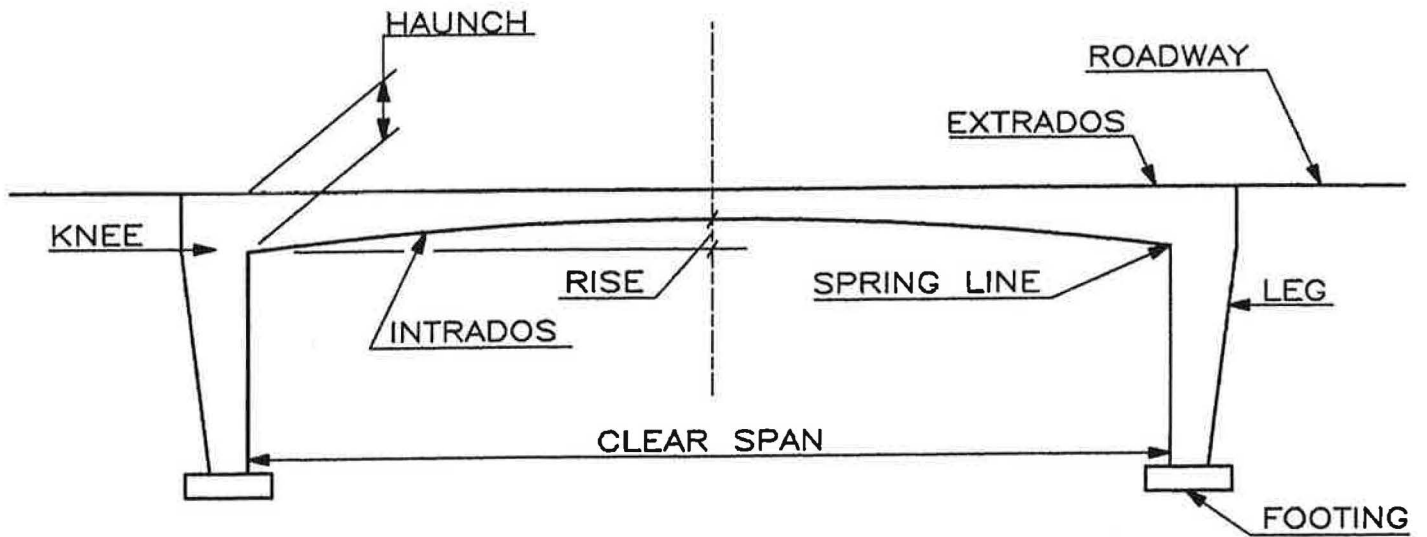 HAUNCH
ROADWAY
EXTRADOS
KNEE
RISE
SPRING LINE
LEG
INTRADOS
CLEAR SPAN
FOOTING